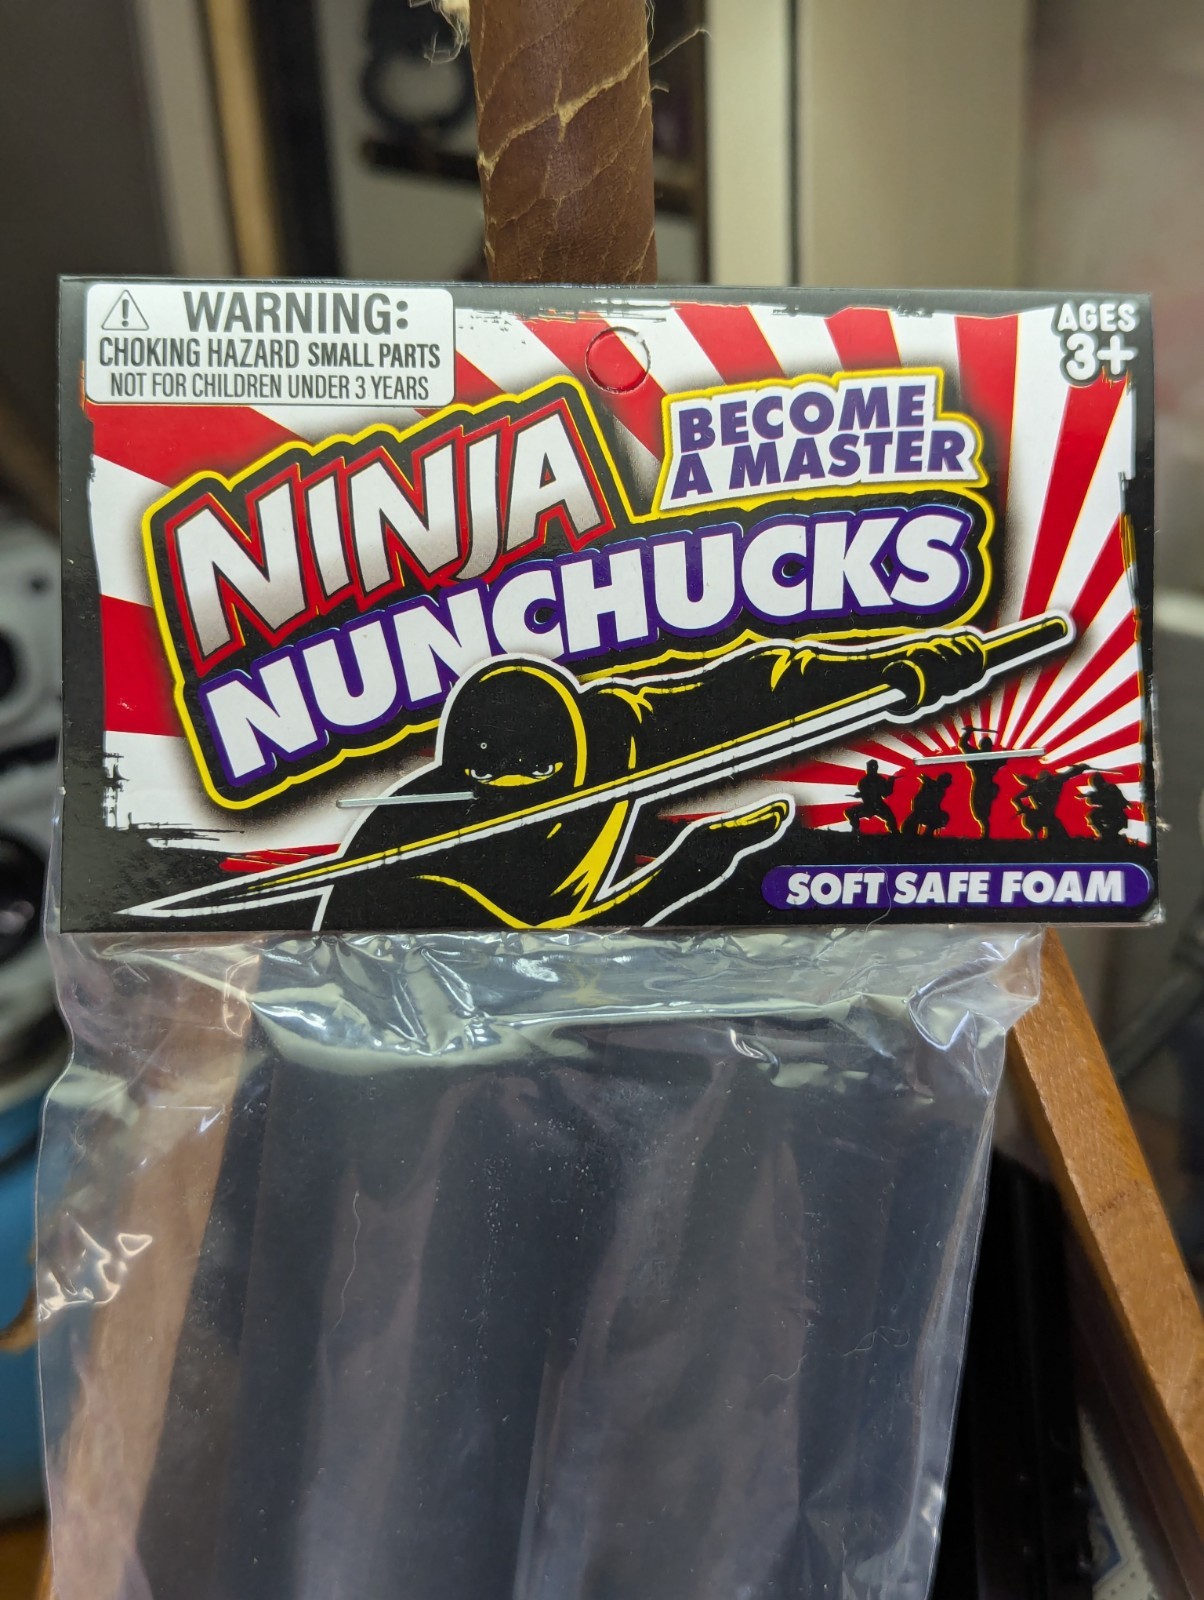 WARNING:
CHOKING HAZARD SMALL PARTS
NOT FOR CHILDREN UNDER 3 YEARS
AGES
3+
BECOME
A MASTER
NINJA
NUNCHUCKS
SOFT SAFE FOAM